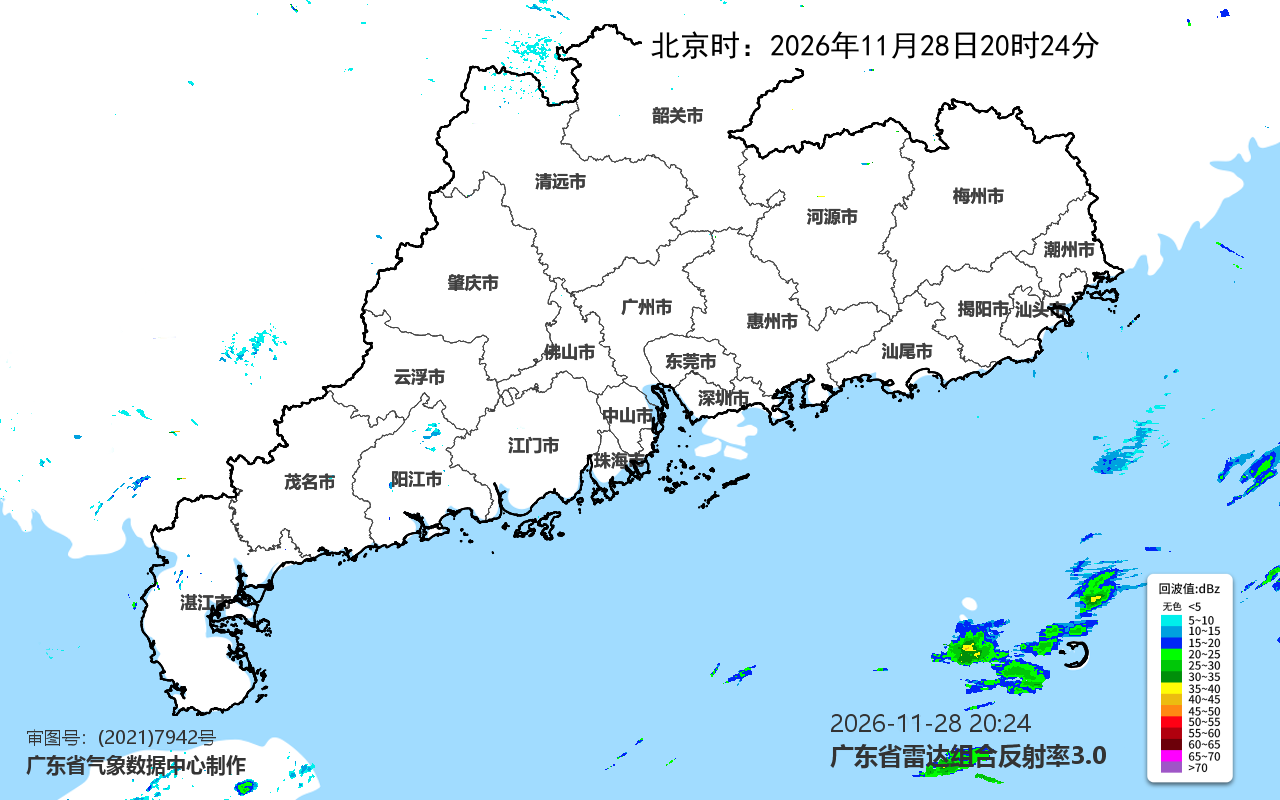 北京时：2026年11月28日20时24分
韶关市
清远市
梅州市
河源市
潮州市
肇庆市
广州市
揭阳市
汕头市
惠州市
佛山市
东莞市
汕尾市
云浮市
深圳市
中山市
江门市
珠海市
阳江市
茂名市
湛江市
回波值:dBz
无色 <5
5~10
10~15
15~20
20~25
25~30
30~35
35~40
40~45
45~50
50~55
55~60
60~65
65~70
>70
2026-11-28 20:24
广东省雷达组合反射率3.0
审图号：(2021)7942号
广东省气象数据中心制作